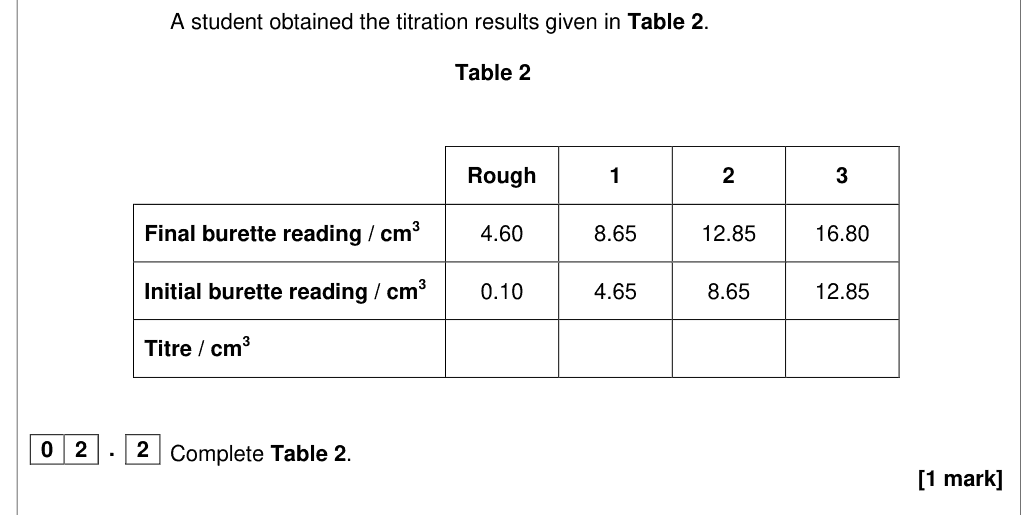 A student obtained the titration results given in Table 2.
Table 2
Rough 1 2 3
Final burette reading / cm³ 4.60 8.65 12.85 16.80
Initial burette reading / cm³ 0.10 4.65 8.65 12.85
Titre / cm³
0 2 . 2 Complete Table 2.
[1 mark]